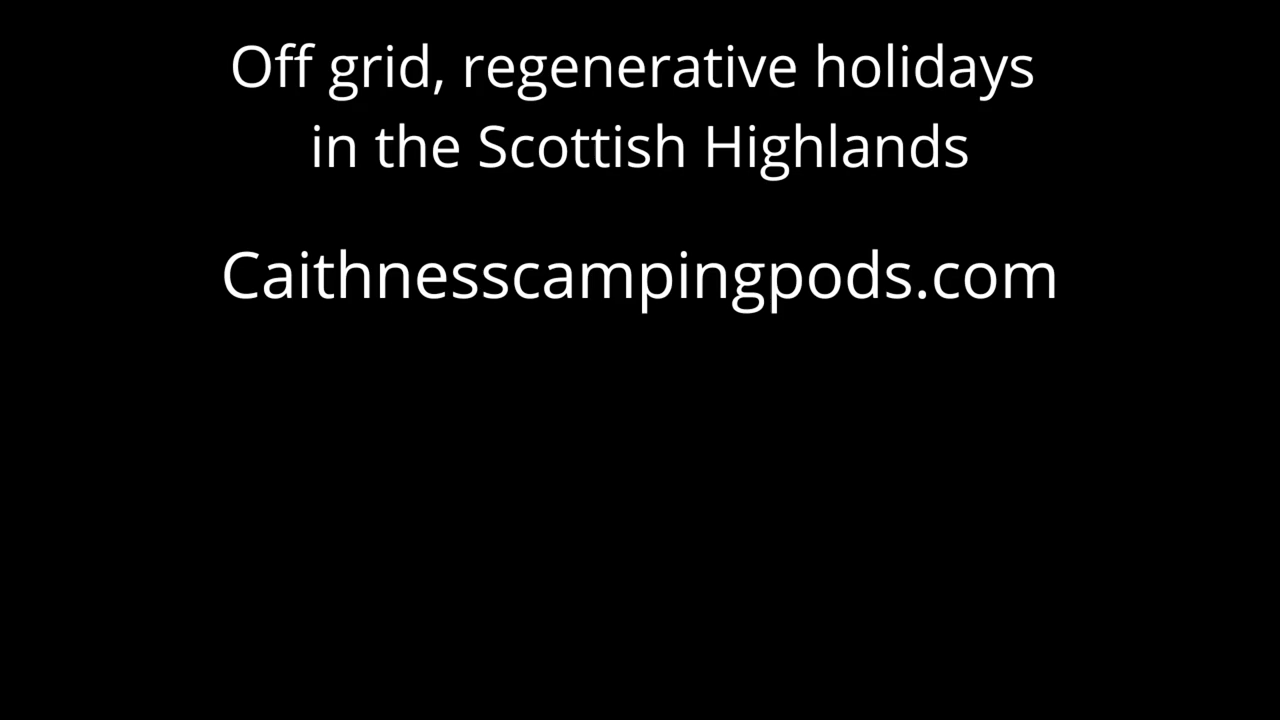 Off grid, regenerative holidays
in the Scottish Highlands
Caithnesscampingpods.com